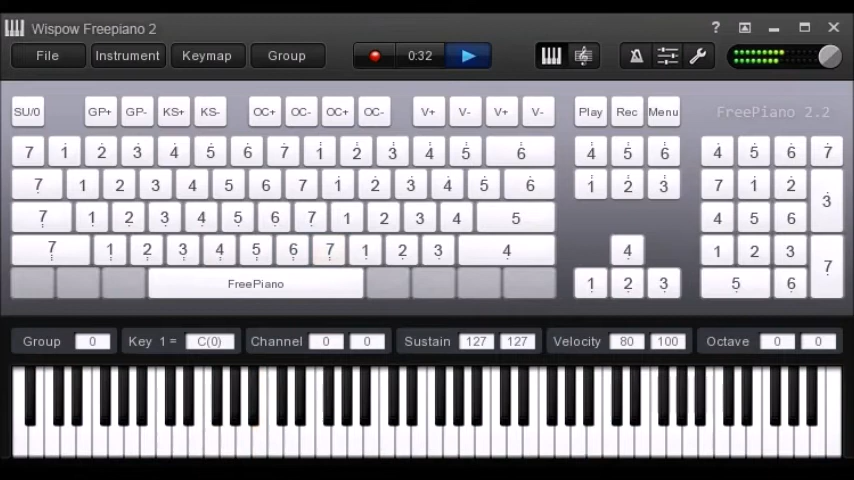 Wispow Freepiano 2 ?
File Instrument Keymap Group 0:32
SU/0 GP+ GP- KS+ KS- OC+ OC- OC+ OC- V+ V- V+ V- Play Rec Menu FreePiano 2.2
7 1 2 3 4 5 6 7 1 2 3 4 5 6 4 5 6 4 5 6 7
7 1 2 3 4 5 6 7 1 2 3 4 5 6 1 2 3 7 1 2 3
7 1 2 3 4 5 6 7 1 2 3 4 5 4 5 6
7 1 2 3 4 5 6 7 1 2 3 4 4 1 2 3 7
FreePiano 1 2 3 5 6
Group 0 Key 1 = C(0) Channel 0 0 Sustain 127 127 Velocity 80 100 Octave 0 0